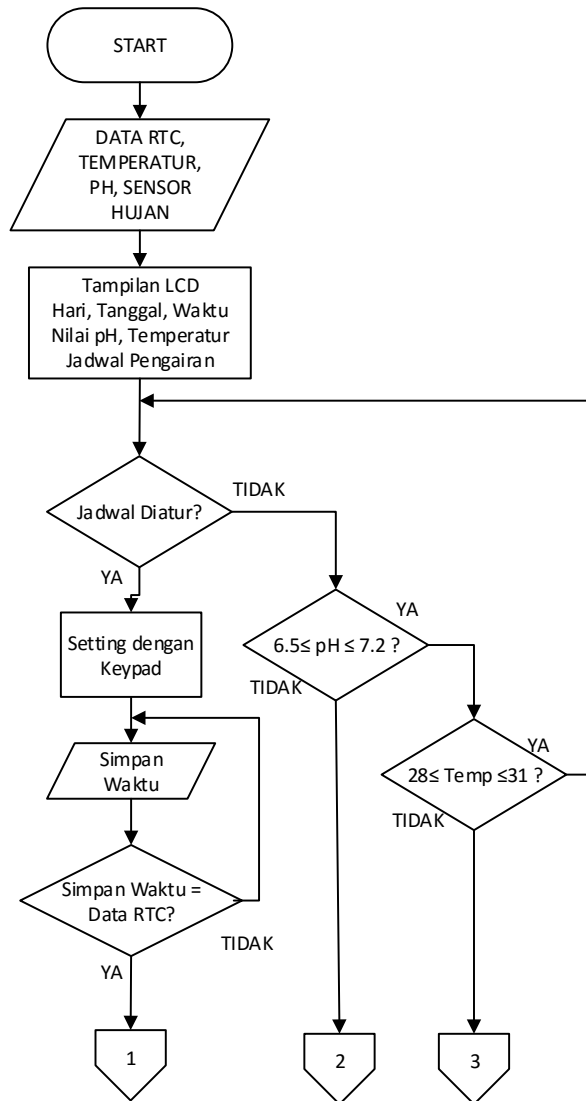 START
DATA RTC,
TEMPERATUR,
PH, SENSOR
HUJAN
Tampilan LCD
Hari, Tanggal, Waktu
Nilai pH, Temperatur
Jadwal Pengairan
Jadwal Diatur?
TIDAK
YA
Setting dengan
Keypad
6.5≤ pH ≤ 7.2 ?
YA
TIDAK
Simpan
Waktu
28≤ Temp ≤31 ?
YA
TIDAK
Simpan Waktu =
Data RTC?
TIDAK
YA
1
2
3